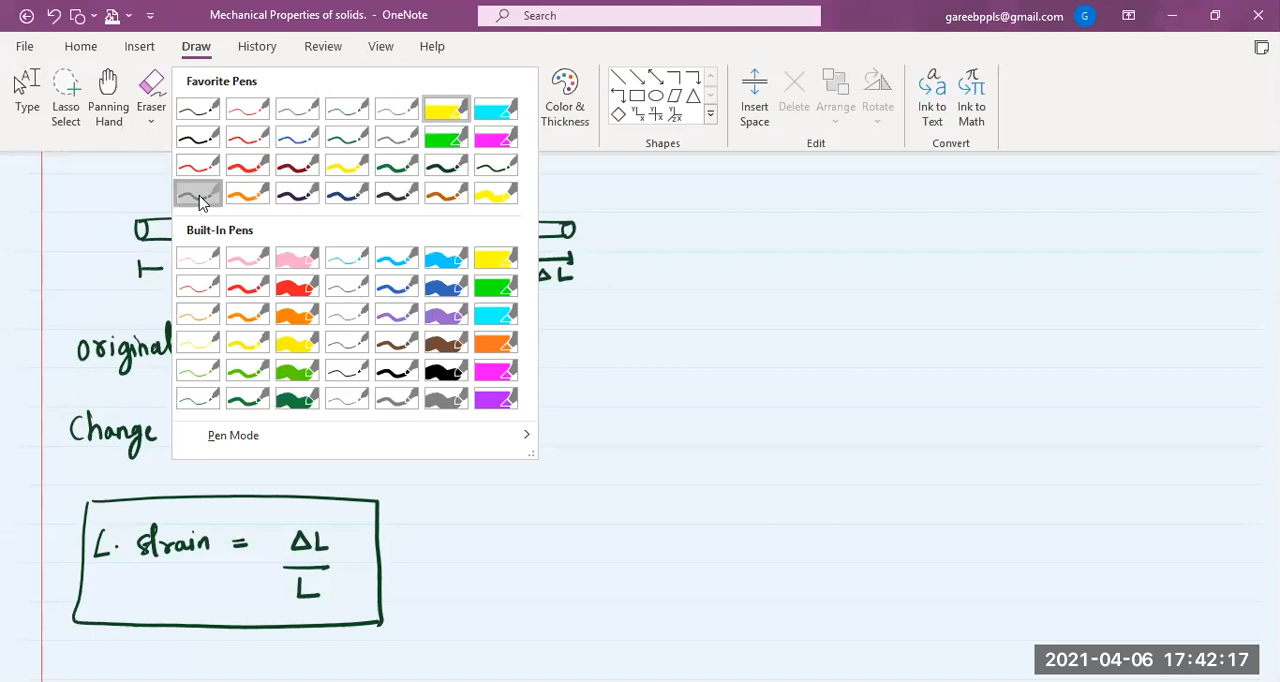 Mechanical Properties of solids. - OneNote
Search
gareebppls@gmail.com
G
File Home Insert Draw History Review View Help
Type
Lasso Select
Panning Hand
Eraser
Favorite Pens
Built-In Pens
Pen Mode
Color & Thickness
Shapes
Insert Space
Delete
Arrange
Rotate
Edit
Ink to Text
Ink to Math
Convert
ΔL
original
Change
L. strain = ΔL
L
2021-04-06 17:42:17